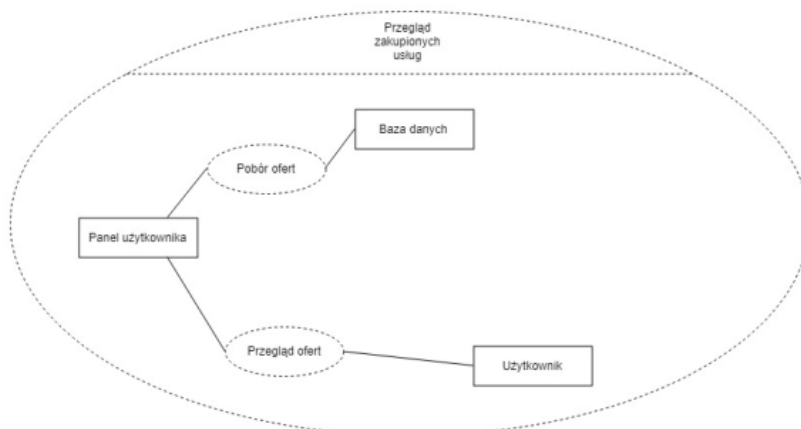 Przegląd
zakupionych
usług
Baza danych
Pobór ofert
Panel użytkownika
Przegląd ofert
Użytkownik